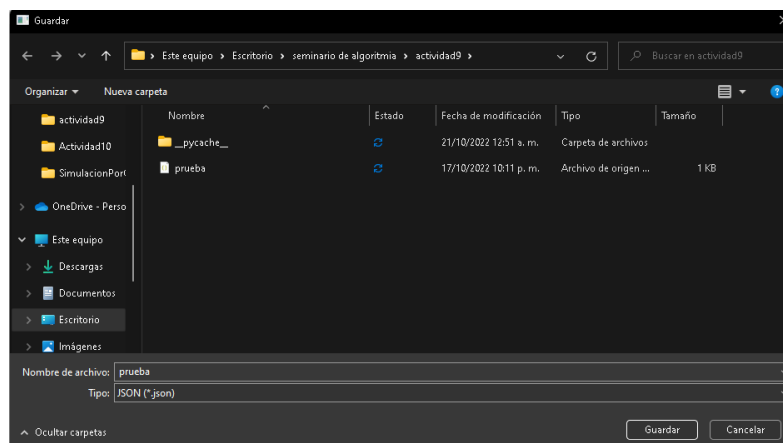 Guardar
Este equipo > Escritorio > seminario de algoritmia > actividad9 >
Buscar en actividad9
Organizar Nueva carpeta
Nombre Estado Fecha de modificación Tipo Tamaño
actividad9
Actividad10
SimulacionPor
OneDrive - Perso
Este equipo
Descargas
Documentos
Escritorio
Imágenes
__pycache__ 21/10/2022 12:51 a. m. Carpeta de archivos
prueba 17/10/2022 10:11 p. m. Archivo de origen ... 1 KB
Nombre de archivo: prueba
Tipo: JSON (*.json)
Ocultar carpetas
Guardar Cancelar